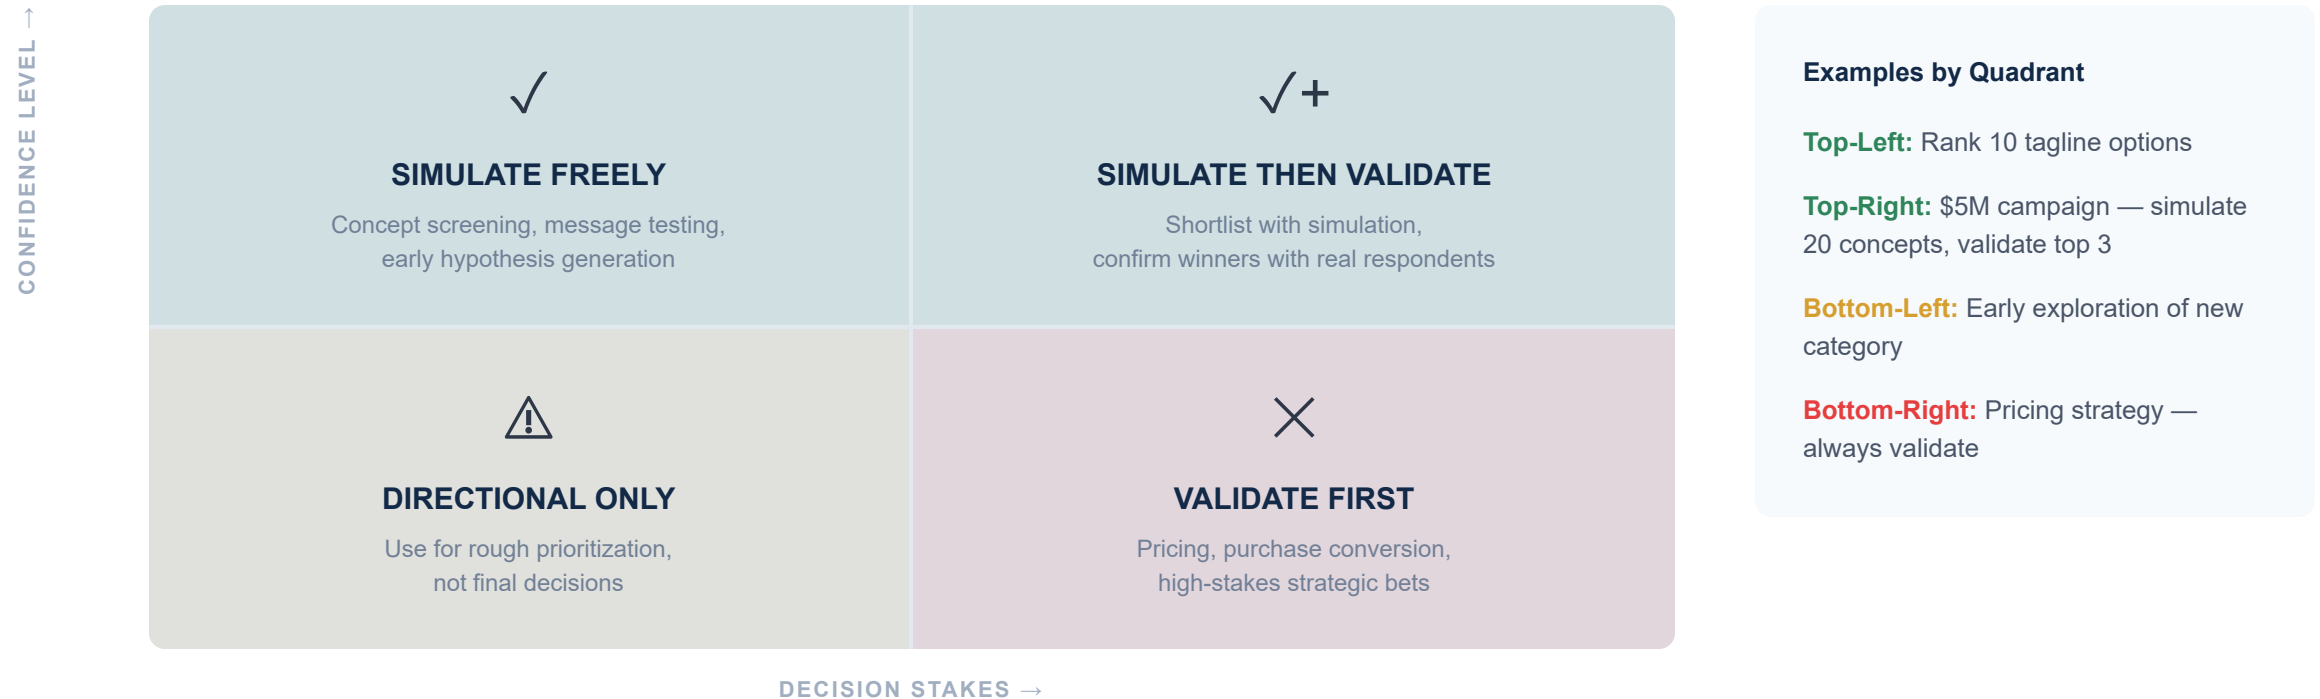 CONFIDENCE LEVEL →
✓
SIMULATE FREELY
Concept screening, message testing,
early hypothesis generation
✓+
SIMULATE THEN VALIDATE
Shortlist with simulation,
confirm winners with real respondents
⚠
DIRECTIONAL ONLY
Use for rough prioritization,
not final decisions
✕
VALIDATE FIRST
Pricing, purchase conversion,
high-stakes strategic bets
DECISION STAKES →
Examples by Quadrant
Top-Left: Rank 10 tagline options
Top-Right: $5M campaign — simulate
20 concepts, validate top 3
Bottom-Left: Early exploration of new
category
Bottom-Right: Pricing strategy —
always validate